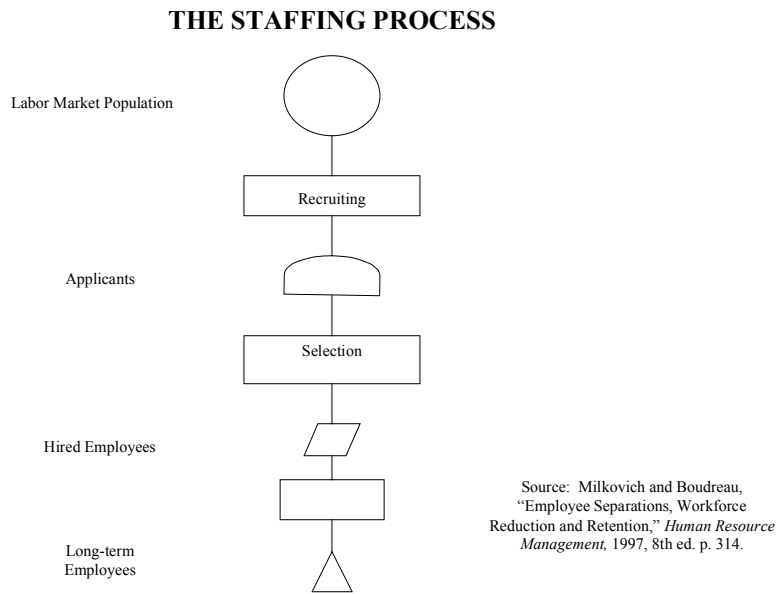 THE STAFFING PROCESS
Labor Market Population
Recruiting
Applicants
Selection
Hired Employees
Source: Milkovich and Boudreau,
“Employee Separations, Workforce
Reduction and Retention,” Human Resource
Management, 1997, 8th ed. p. 314.
Long-term
Employees